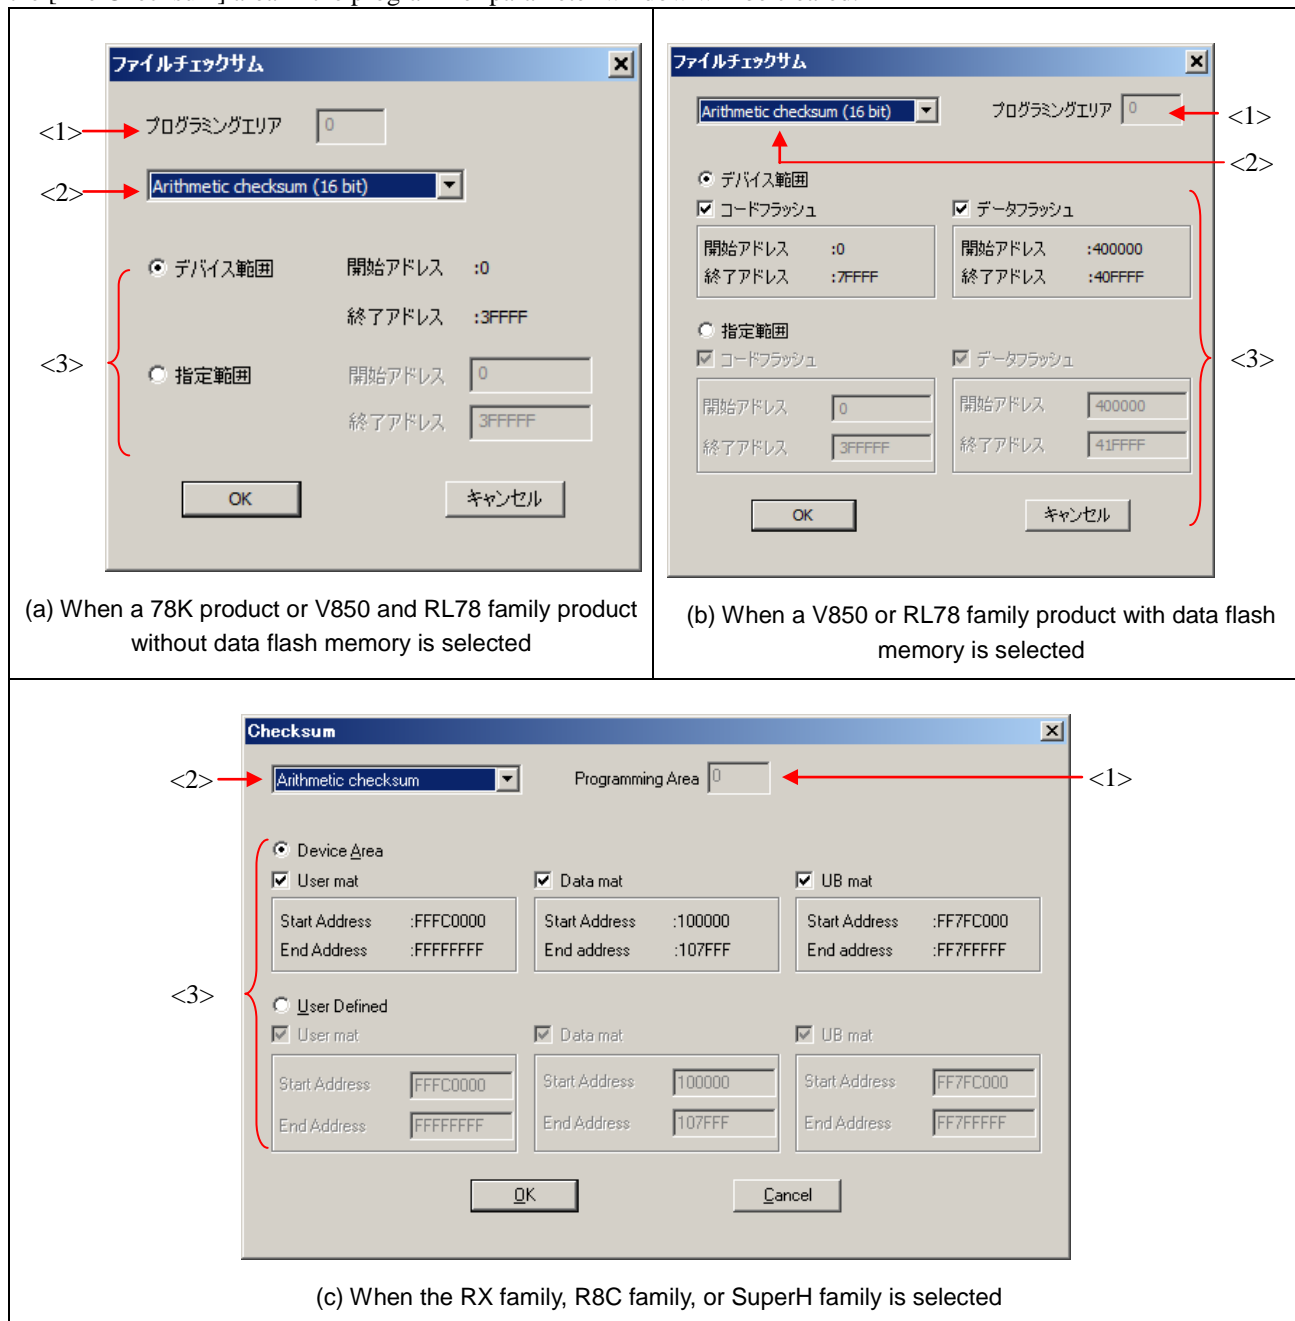 ファイルチェックサム
<1>
プログラミングエリア 0
<2>
Arithmetic checksum (16 bit)
<3>
デバイス範囲 開始アドレス :0
終了アドレス :3FFFF
指定範囲 開始アドレス 0
終了アドレス 3FFFFF
OK キャンセル
(a) When a 78K product or V850 and RL78 family product
without data flash memory is selected
ファイルチェックサム
Arithmetic checksum (16 bit) プログラミングエリア 0
<1>
<2>
デバイス範囲
コードフラッシュ データフラッシュ
開始アドレス :0 開始アドレス :400000
終了アドレス :7FFFF 終了アドレス :40FFFF
指定範囲
<3>
コードフラッシュ データフラッシュ
開始アドレス 0 開始アドレス 400000
終了アドレス 3FFFFF 終了アドレス 41FFFF
OK キャンセル
(b) When a V850 or RL78 family product with data flash
memory is selected
Checksum
<2> Arithmetic checksum Programming Area 0 <1>
Device Area
User mat Data mat UB mat
Start Address :FFFC0000 Start Address :100000 Start Address :FF7FC000
End Address :FFFFFFFF End address :107FFF End address :FF7FFFFF
<3>
User Defined
User mat Data mat UB mat
Start Address FFFC0000 Start Address 100000 Start Address FF7FC000
End Address FFFFFFFF End Address 107FFF End Address FF7FFFFF
OK Cancel
(c) When the RX family, R8C family, or SuperH family is selected